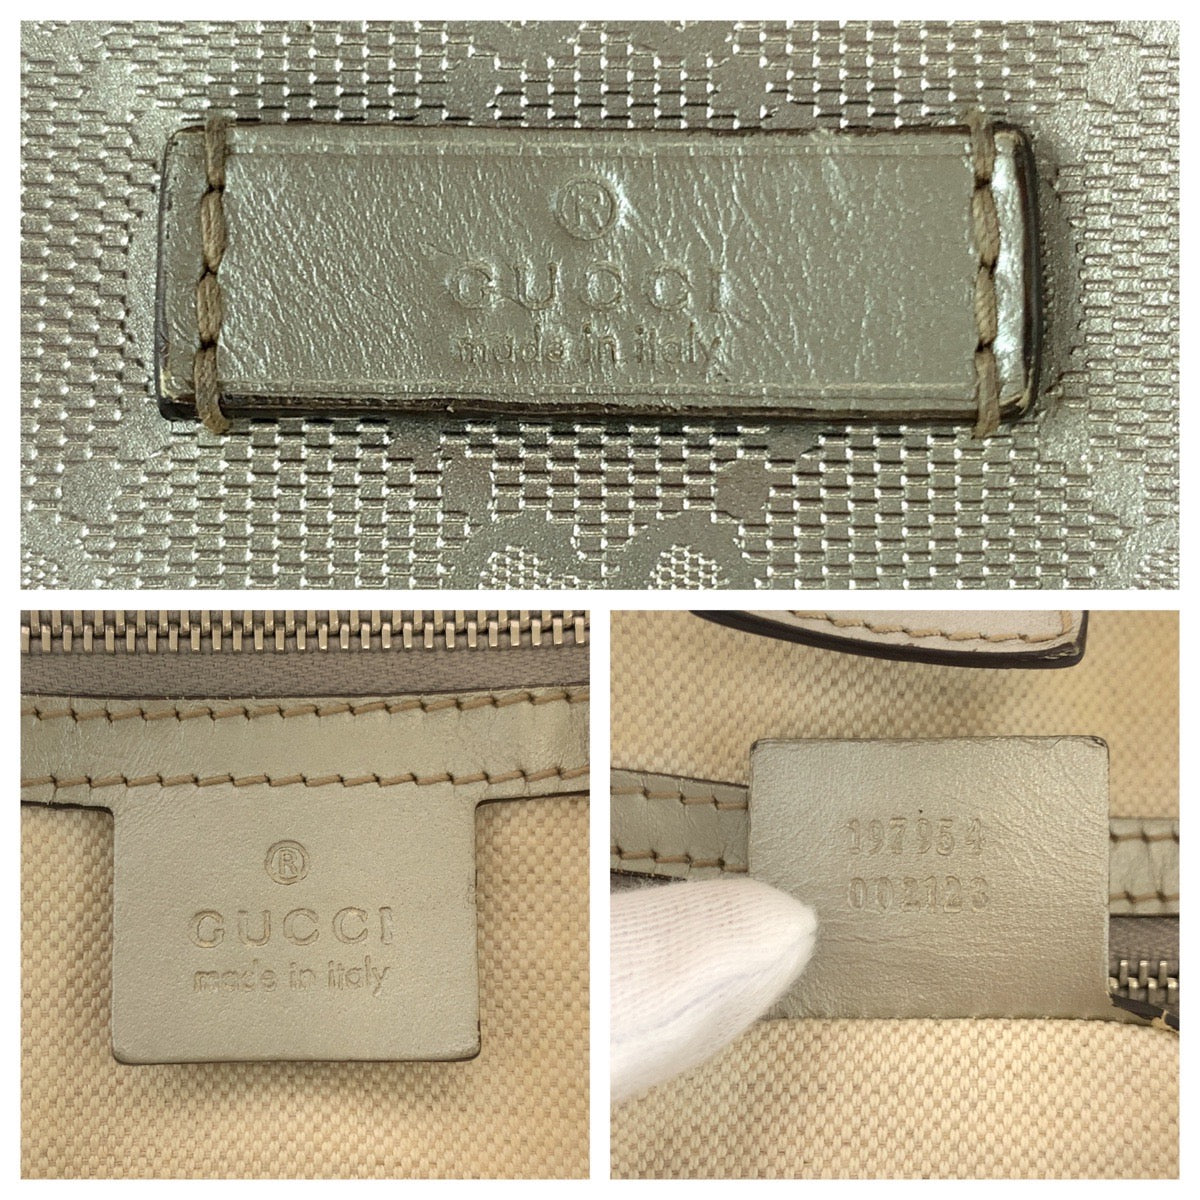 ®
GUCCI
made in italy
®
GUCCI
made in italy
197954
002123